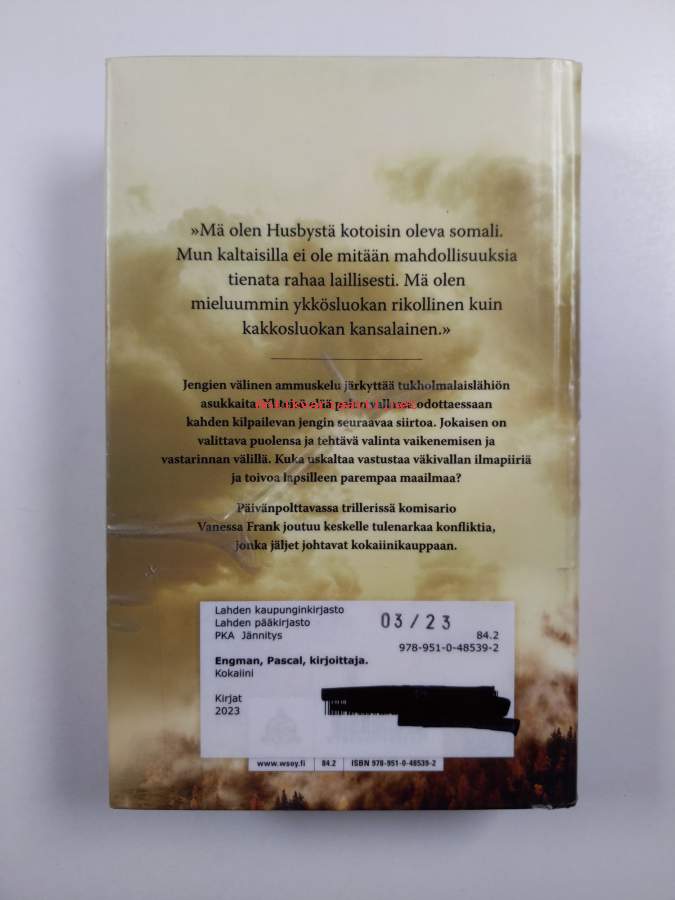 »Mä olen Husbystä kotoisin oleva somali.
Mun kaltaisilla ei ole mitään mahdollisuuksia
tienata rahaa laillisesti. Mä olen
mieluummin ykkösluokan rikollinen kuin
kakkosluokan kansalainen.»
Jengien välinen ammuskelu järkyttää tukholmalaislähiön
asukkaita. Yhteisö elää pelon vallassa odottaessaan
kahden kilpailevan jengin seuraavaa siirtoa. Jokaisen on
valittava puolensa ja tehtävä valinta vaikenemisen ja
vastarinnan välillä. Kuka uskaltaa vastustaa väkivallan ilmapiiriä
ja toivoa lapsilleen parempaa maailmaa?
Päivänpolttavassa trillerissä komisario
Vanessa Frank joutuu keskelle tulenarkaa konfliktia,
jonka jäljet johtavat kokaiinikauppaan.
Lahden kaupunginkirjasto
Lahden pääkirjasto 03/23
PKA Jännitys 84.2
978-951-0-48539-2
Engman, Pascal, kirjoittaja.
Kokaiini
Kirjat
2023
www.wsoy.fi 84.2 ISBN 978-951-0-48539-2